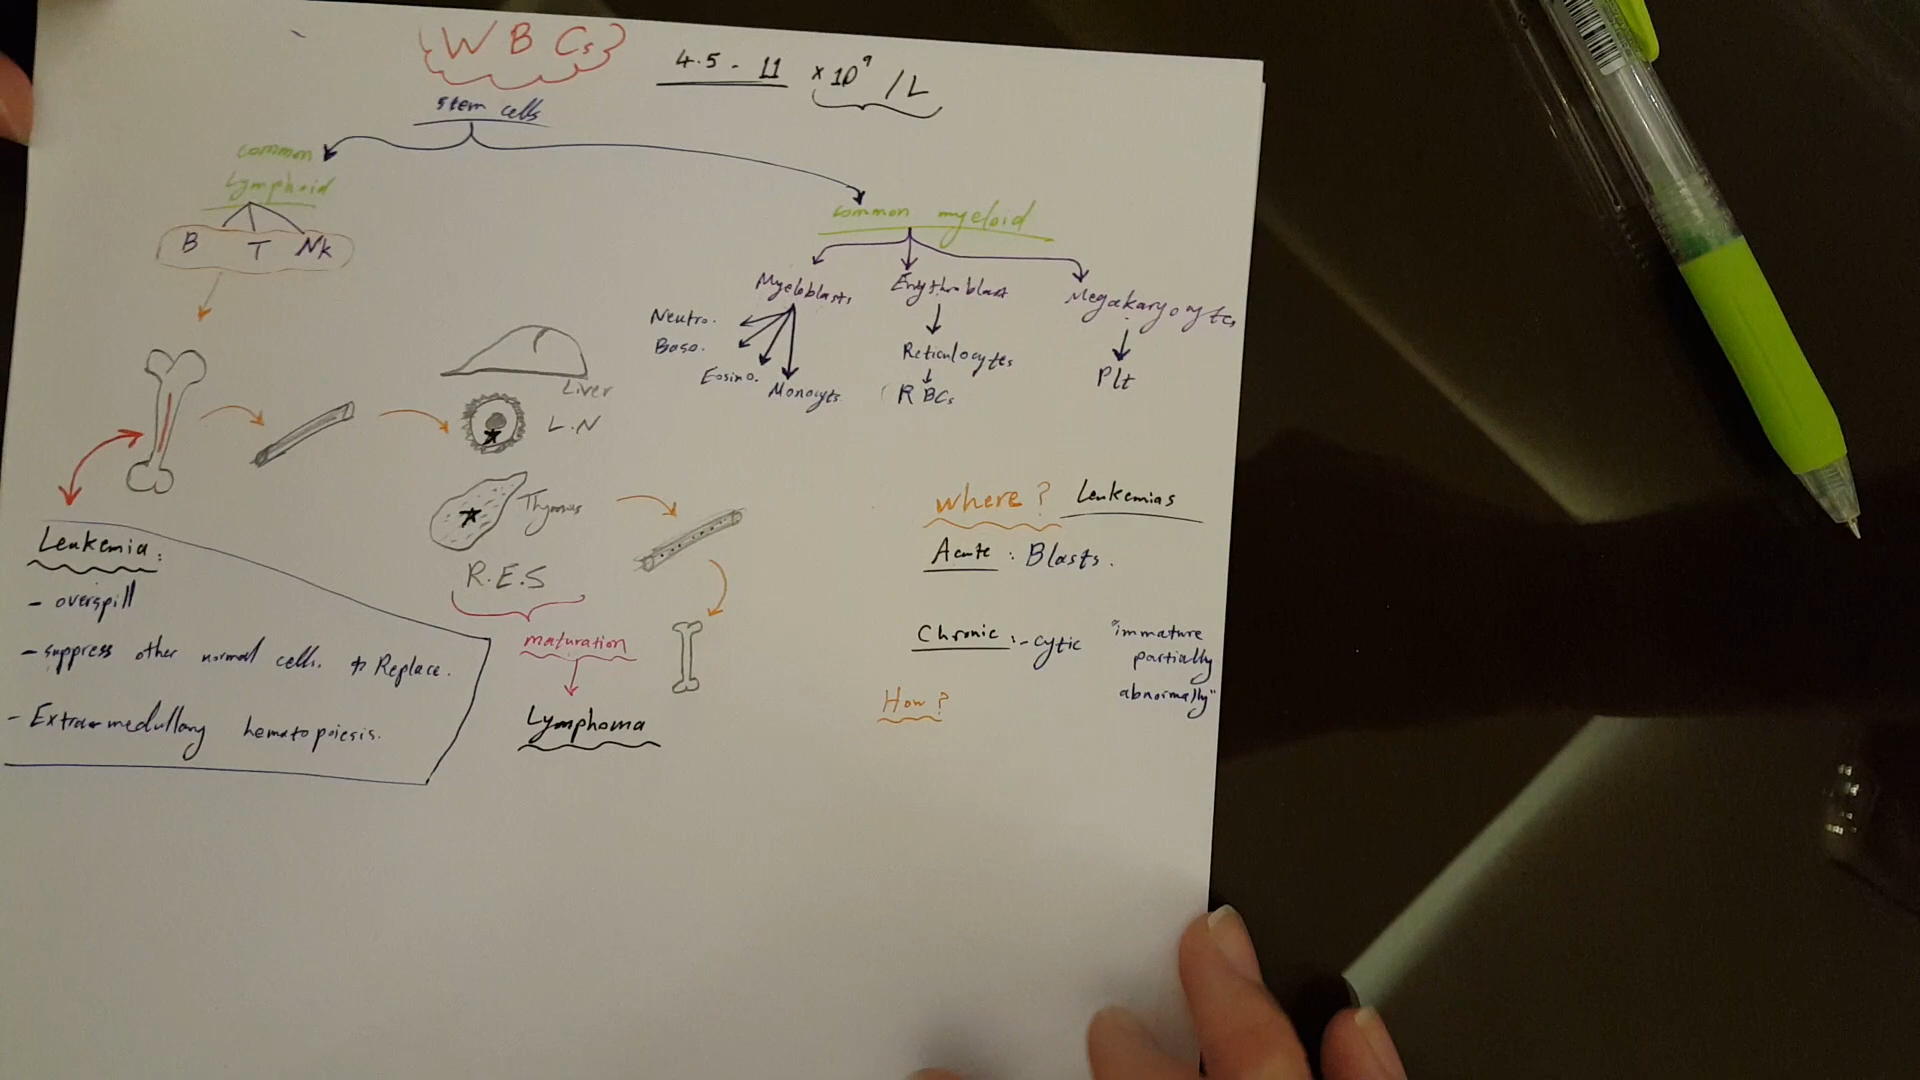 WBCs
4.5 - 11 x10⁹ /L
stem cells
common
Lymphoid
B T Nk
common myeloid
Myeloblasts
Erythroblast
Megakaryocytes
Neutro.
Baso.
Eosino.
Monocyts
Reticulocytes
RBCs
Plt
Liver
L.N
Thymus
R.E.S
maturation
Lymphoma
Leukemia:
- overspill
- suppress other normal cells. Replace.
- Extramedullary hematopoiesis.
where? Leukemias
Acute : Blasts.
Chronic :- cytic "immature
partially
abnormally"
How?